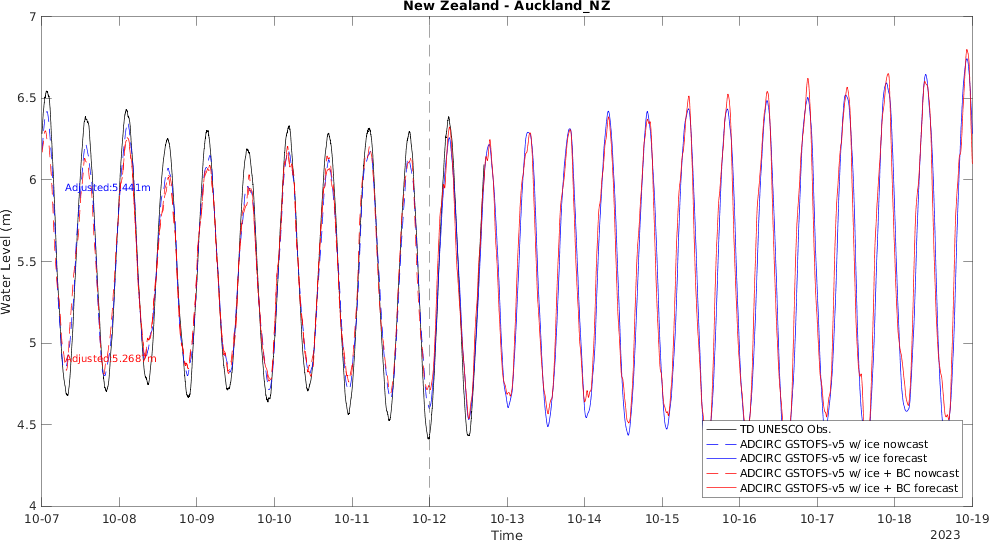 New Zealand - Auckland_NZ
7
6.5
6
5.5
5
4.5
4
Water Level (m)
Adjusted:5.441m
Adjusted:5.2687m
TD UNESCO Obs.
ADCIRC GSTOFS-v5 w/ ice nowcast
ADCIRC GSTOFS-v5 w/ ice forecast
ADCIRC GSTOFS-v5 w/ ice + BC nowcast
ADCIRC GSTOFS-v5 w/ ice + BC forecast
10-07 10-08 10-09 10-10 10-11 10-12 10-13 10-14 10-15 10-16 10-17 10-18 10-19
Time
2023